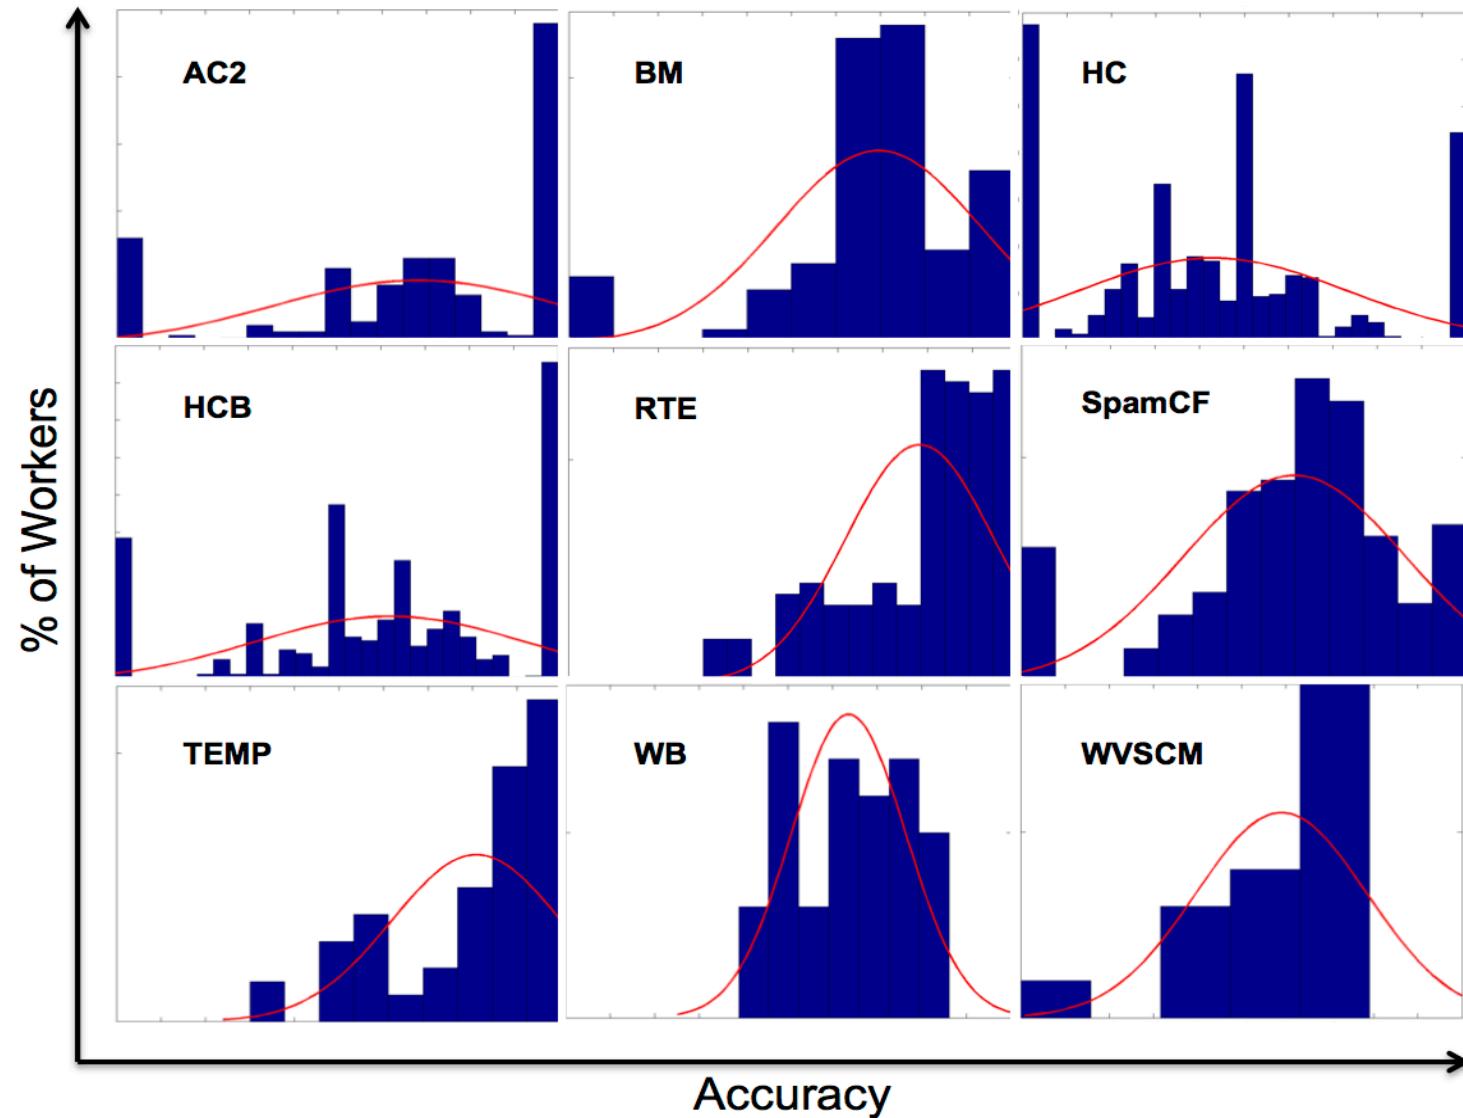 AC2
BM
HC
HCB
RTE
SpamCF
TEMP
WB
WVSCM
% of Workers
Accuracy